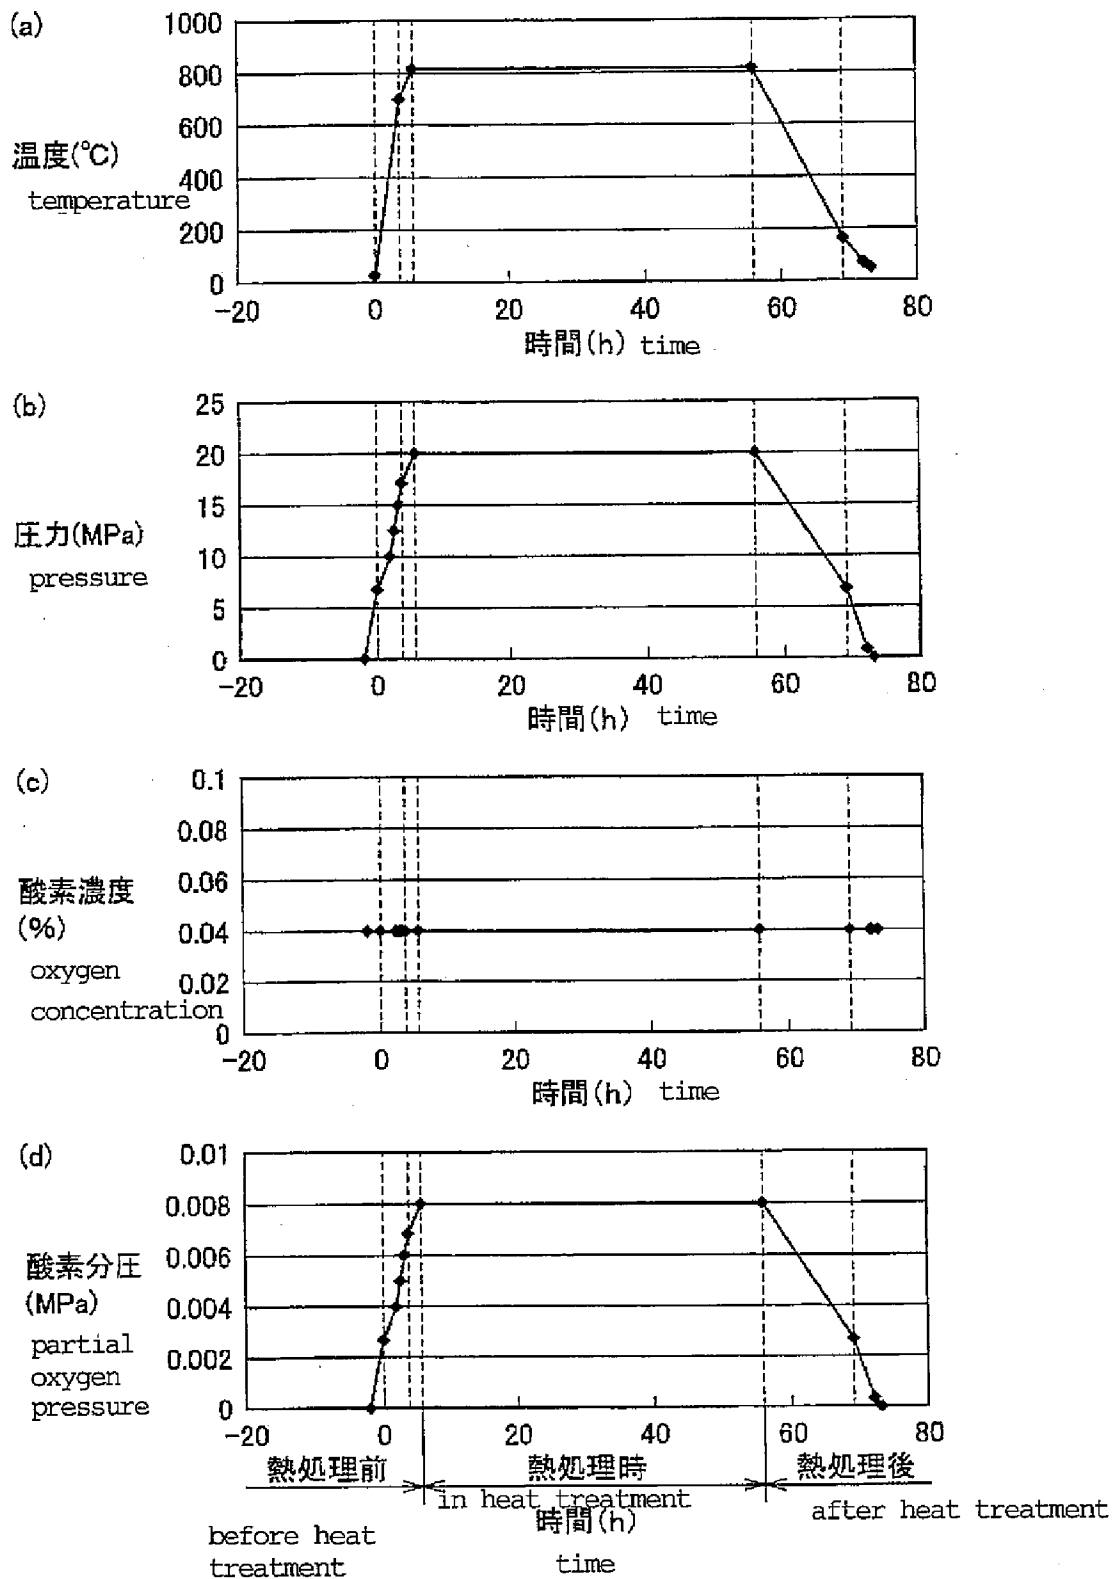 (a)
1000
800
600
温度(℃)
400
temperature
200
0
-20 0 20 40 60 80
時間(h) time
(b)
25
20
15
圧力(MPa)
10
pressure
5
0
-20 0 20 40 60 80
時間(h) time
(c)
0.1
0.08
0.06
酸素濃度
(%)
0.04
oxygen
0.02
concentration
0
-20 0 20 40 60 80
時間(h) time
(d)
0.01
0.008
0.006
酸素分圧
(MPa)
0.004
partial
0.002
oxygen
pressure
0
-20 0 20 40 60 80
熱処理前 熱処理時 熱処理後
in heat treatment
after heat treatment
時間(h)
before heat
treatment
time